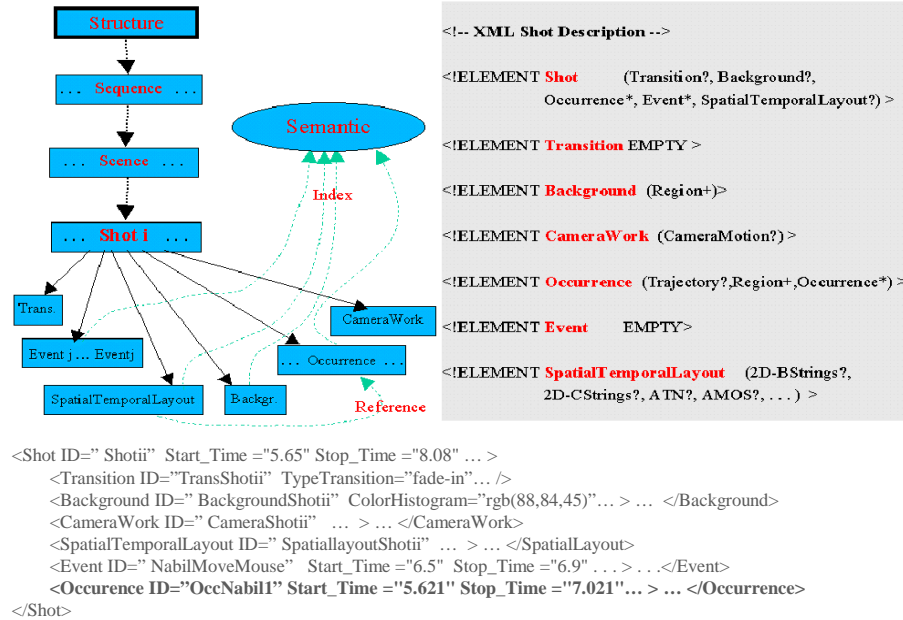 Structure
... Sequence ...
... Scence ...
... Shot i ...
Semantic
Index
Trans.
Event j ... Eventj
SpatialTemporalLayout
Backgr.
... Occurrence ...
CameraWork
Reference
<!-- XML Shot Description -->
<!ELEMENT Shot (Transition?, Background?,
Occurrence*, Event*, SpatialTemporalLayout?) >
<!ELEMENT Transition EMPTY >
<!ELEMENT Background (Region+)>
<!ELEMENT CameraWork (CameraMotion?) >
<!ELEMENT Occurrence (Trajectory?,Region+,Occurrence*) >
<!ELEMENT Event EMPTY>
<!ELEMENT SpatialTemporalLayout (2D-BStrings?,
2D-CStrings?, ATN?, AMOS?, . . . ) >
<Shot ID=” Shotii” Start_Time ="5.65" Stop_Time ="8.08" … >
<Transition ID=”TransShotii” TypeTransition=”fade-in”… />
<Background ID=” BackgroundShotii” ColorHistogram=”rgb(88,84,45)”… > … </Background>
<CameraWork ID=” CameraShotii” … > … </CameraWork>
<SpatialTemporalLayout ID=” SpatiallayoutShotii” … > … </SpatialLayout>
<Event ID=” NabilMoveMouse” Start_Time ="6.5" Stop_Time ="6.9" . . . > . . .</Event>
<Occurence ID=”OccNabil1” Start_Time ="5.621" Stop_Time ="7.021"… > … </Occurrence>
</Shot>